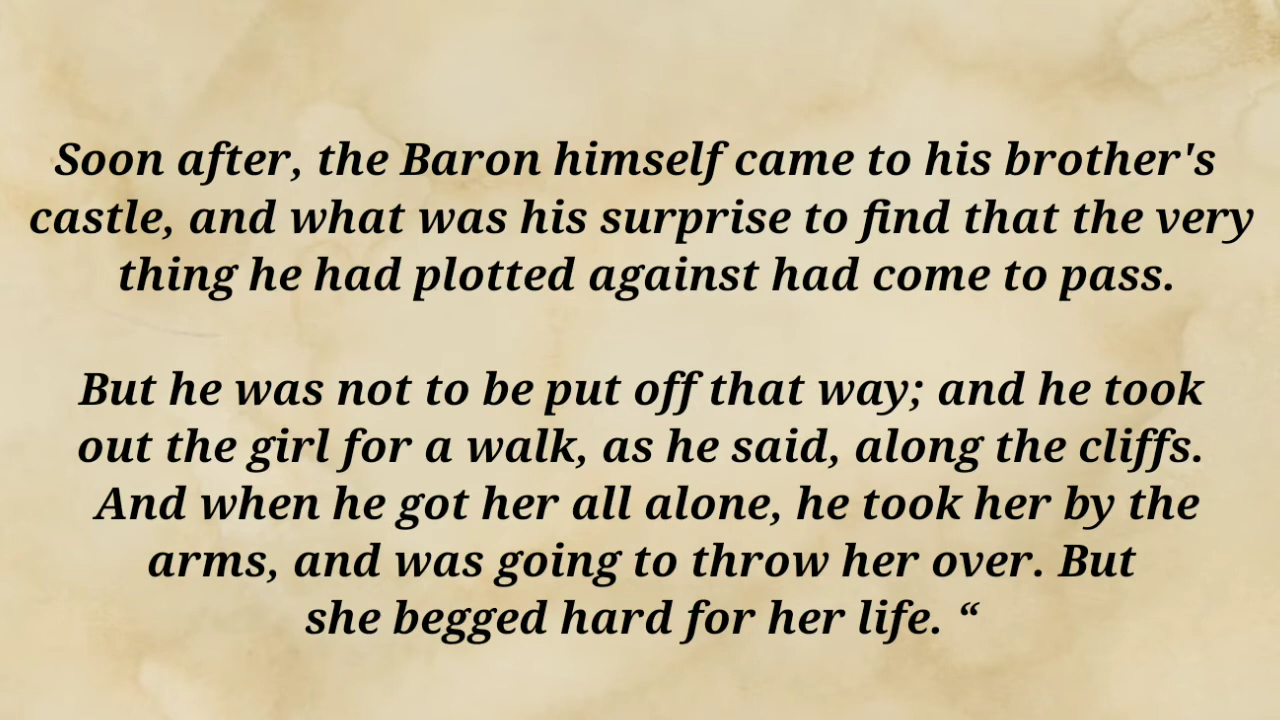 Soon after, the Baron himself came to his brother's
castle, and what was his surprise to find that the very
thing he had plotted against had come to pass.
But he was not to be put off that way; and he took
out the girl for a walk, as he said, along the cliffs.
And when he got her all alone, he took her by the
arms, and was going to throw her over. But
she begged hard for her life. “